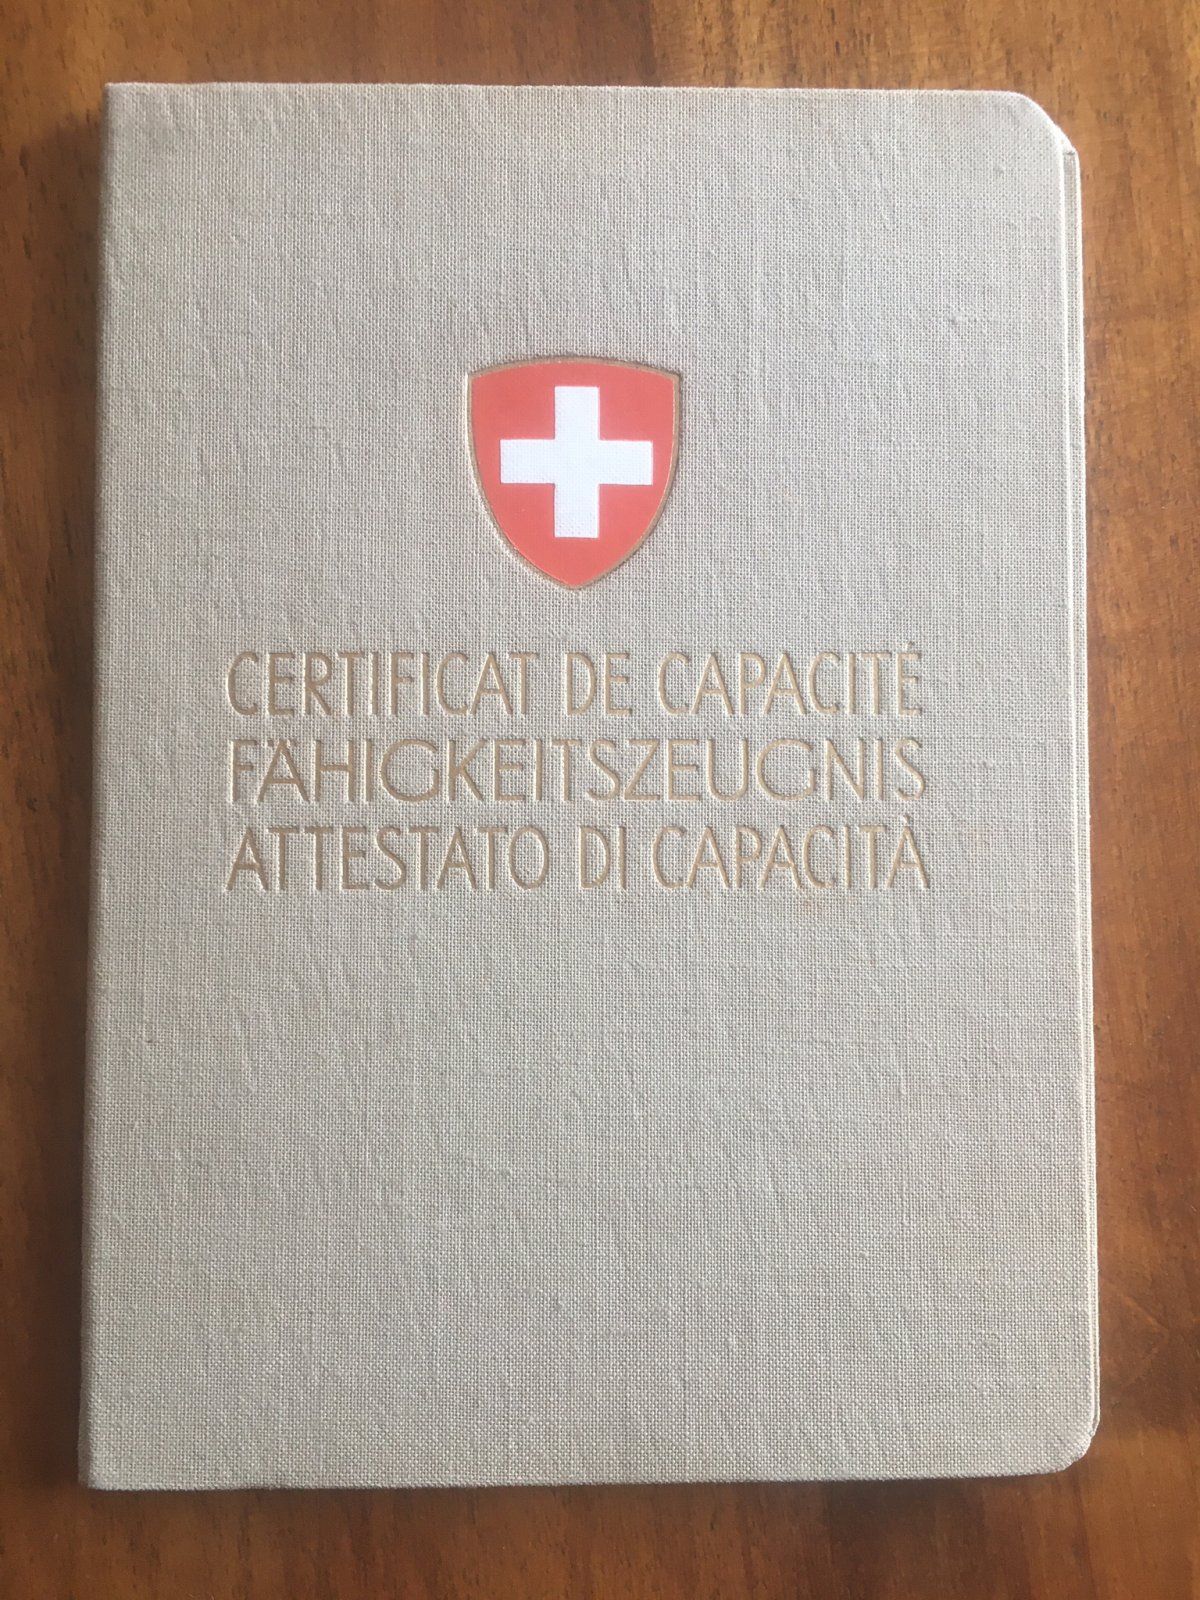 CERTIFICAT DE CAPACITÉ
FÄHIGKEITSZEUGNIS
ATTESTATO DI CAPACITÀ